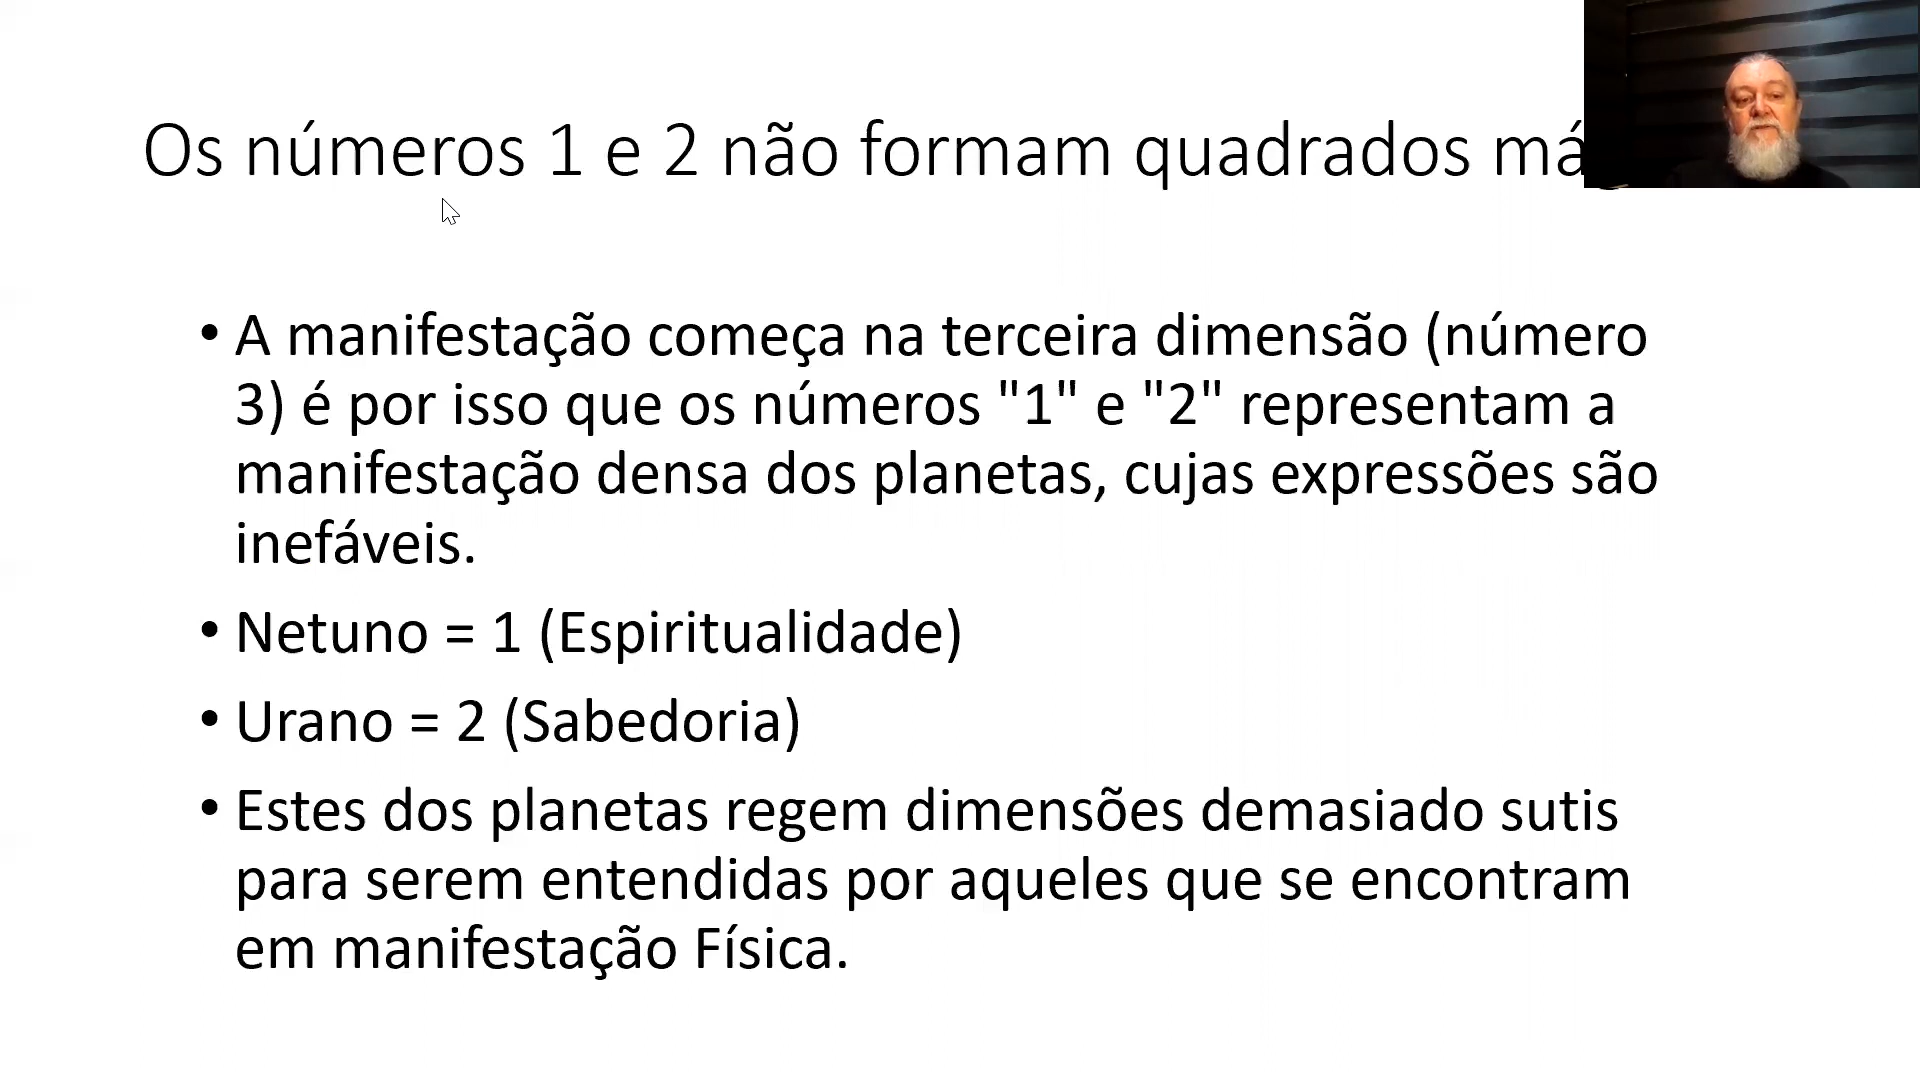 Os números 1 e 2 não formam quadrados má
• A manifestação começa na terceira dimensão (número
3) é por isso que os números "1" e "2" representam a
manifestação densa dos planetas, cujas expressões são
inefáveis.
• Netuno = 1 (Espiritualidade)
• Urano = 2 (Sabedoria)
• Estes dos planetas regem dimensões demasiado sutis
para serem entendidas por aqueles que se encontram
em manifestação Física.